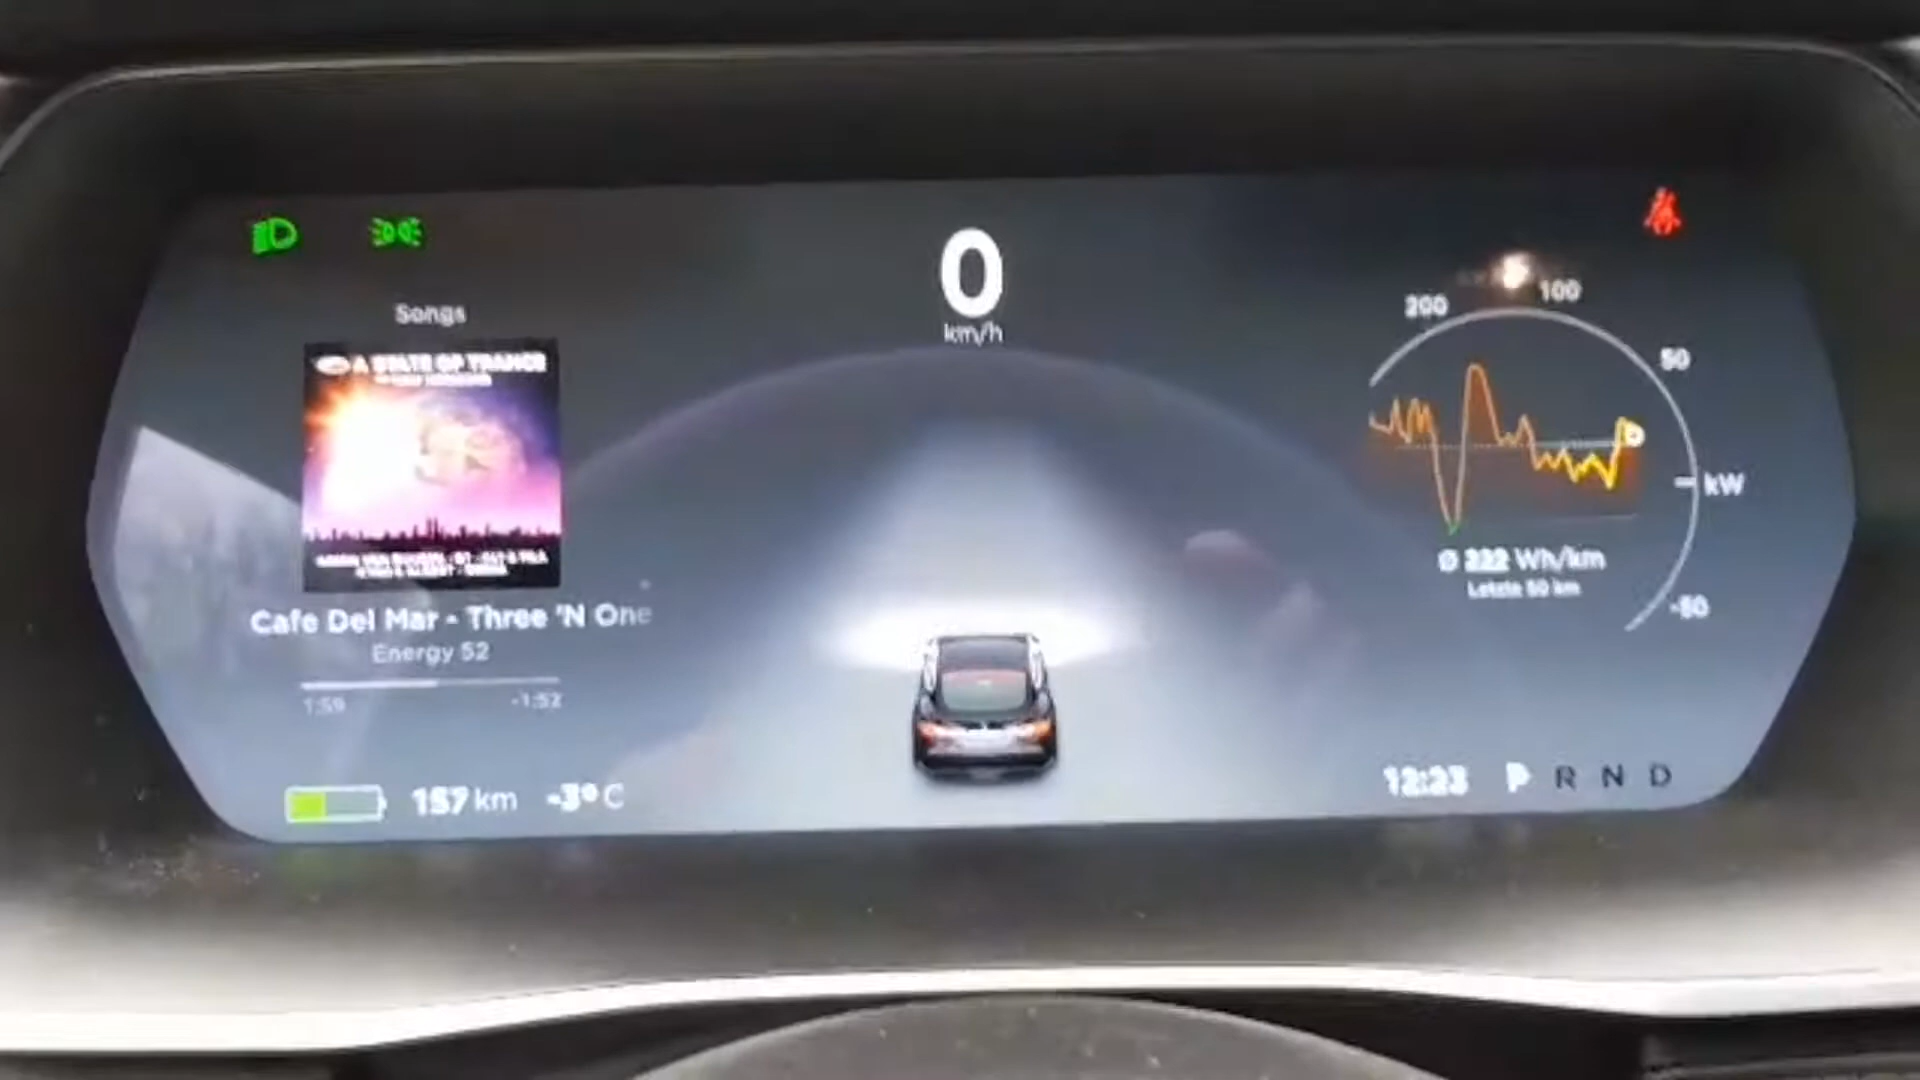 0
km/h
Songs
A STATE OF TRANCE
Cafe Del Mar - Three 'N One
Energy 52
1:59 -1:52
157 km -3° C
200
100
50
kW
-50
Ø 222 Wh/km
Letzte 50 km
12:23 P R N D